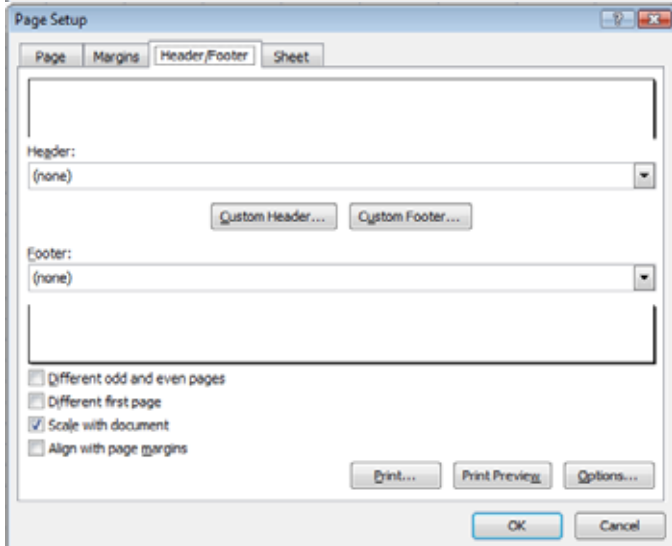 Page Setup
Page Margins Header/Footer Sheet
Header:
(none)
Custom Header... Custom Footer...
Footer:
(none)
Different odd and even pages
Different first page
Scale with document
Align with page margins
Print... Print Preview Options...
OK Cancel